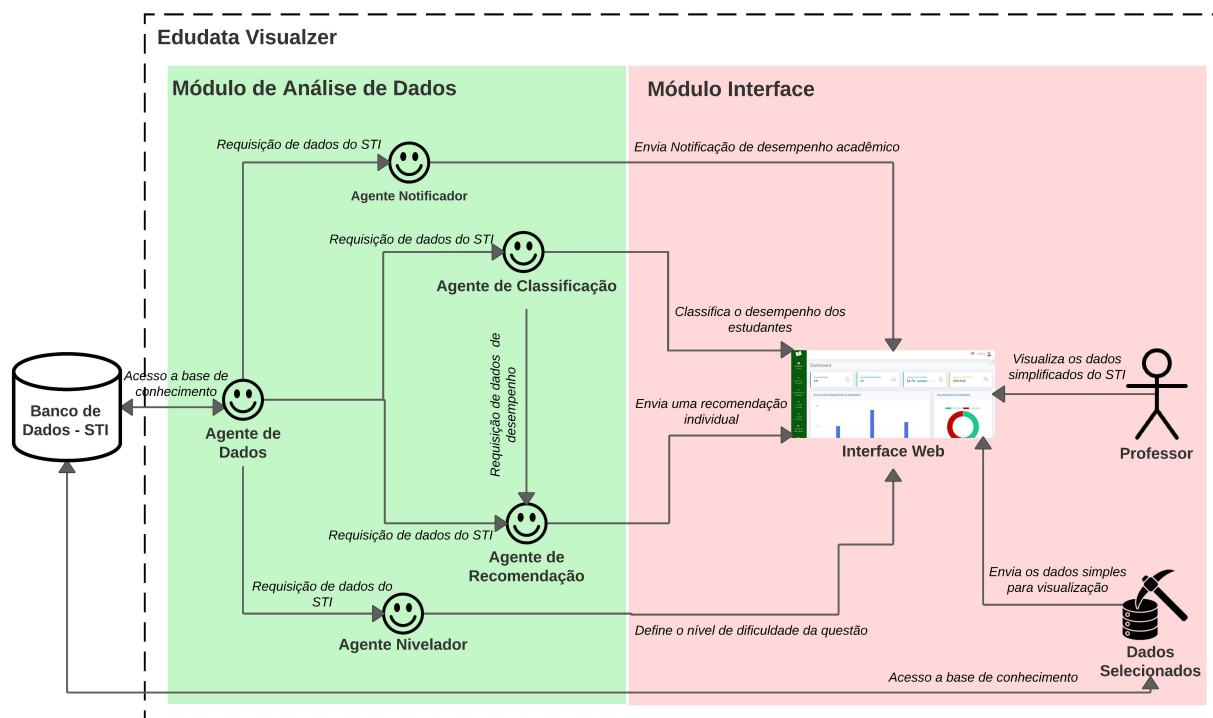 Edudata Visualzer
Módulo de Análise de Dados
Módulo Interface
Requisição de dados do STI
Envia Notificação de desempenho acadêmico
Agente Notificador
Requisição de dados do STI
Agente de Classificação
Classifica o desempenho dos
estudantes
Requisição de dados de
desempenho
Acesso a base de
conhecimento
Banco de
Dados - STI
Agente de
Dados
Dashboard
Visualiza os dados
simplificados do STI
Envia uma recomendação
individual
Interface Web
Professor
Requisição de dados do STI
Agente de
Recomendação
Requisição de dados do
STI
Agente Nivelador
Define o nível de dificuldade da questão
Envia os dados simples
para visualização
Dados
Selecionados
Acesso a base de conhecimento